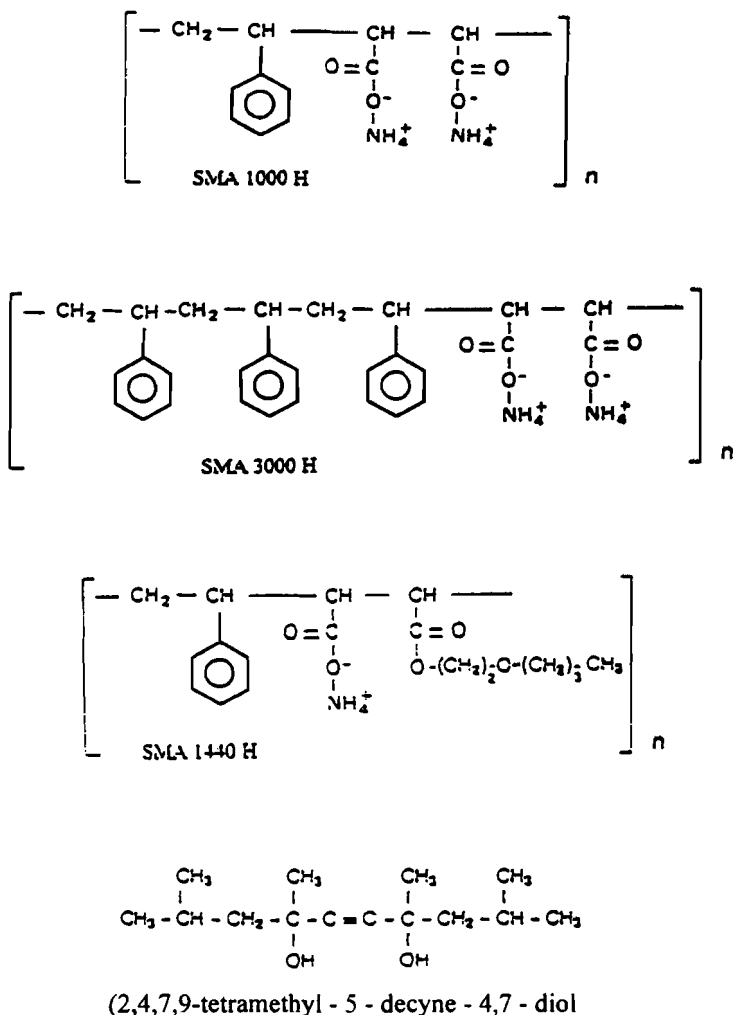 — CH₂ — CH — CH — CH —
O=C C=O
O⁻ O⁻
NH₄⁺ NH₄⁺
SMA 1000 H
n
— CH₂ — CH — CH₂ — CH — CH₂ — CH — CH — CH —
O=C C=O
O⁻ O⁻
NH₄⁺ NH₄⁺
SMA 3000 H
n
— CH₂ — CH — CH — CH —
O=C C=O
O⁻ O-(CH₂)₂O-(CH₂)₃CH₃
NH₄⁺
SMA 1440 H
n
CH₃ CH₃ CH₃ CH₃
CH₃-CH - CH₂ - C - C≡C - C - CH₂ - CH - CH₃
OH OH
(2,4,7,9-tetramethyl - 5 - decyne - 4,7 - diol